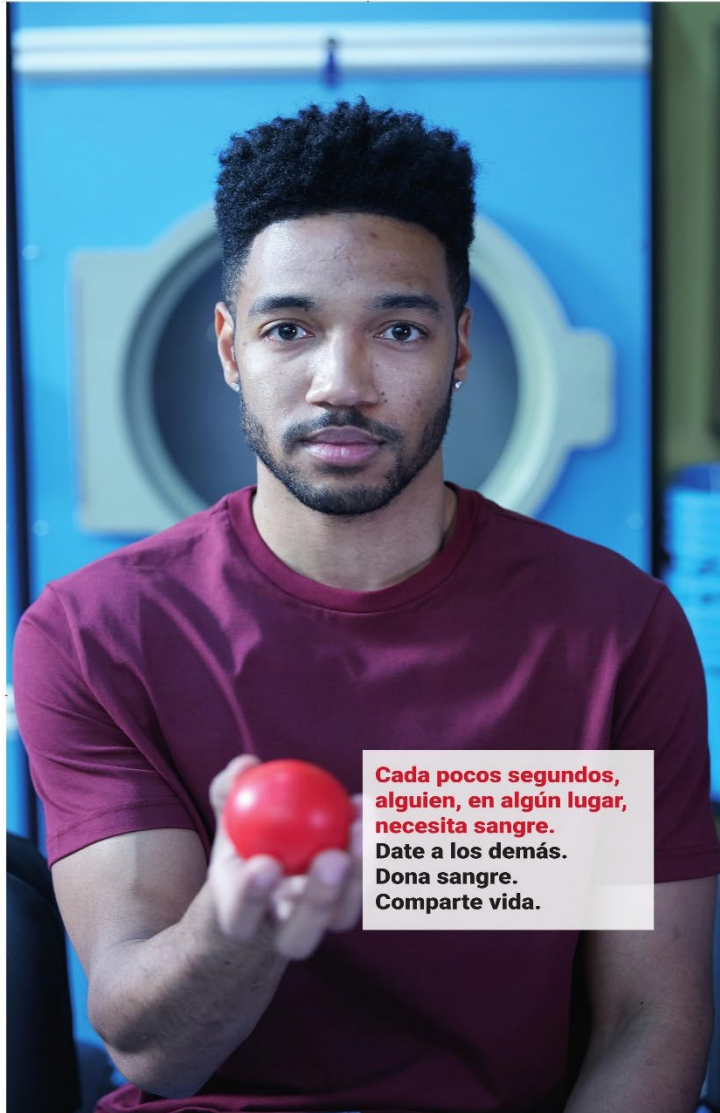 Cada pocos segundos,
alguien, en algún lugar,
necesita sangre.
Date a los demás.
Dona sangre.
Comparte vida.